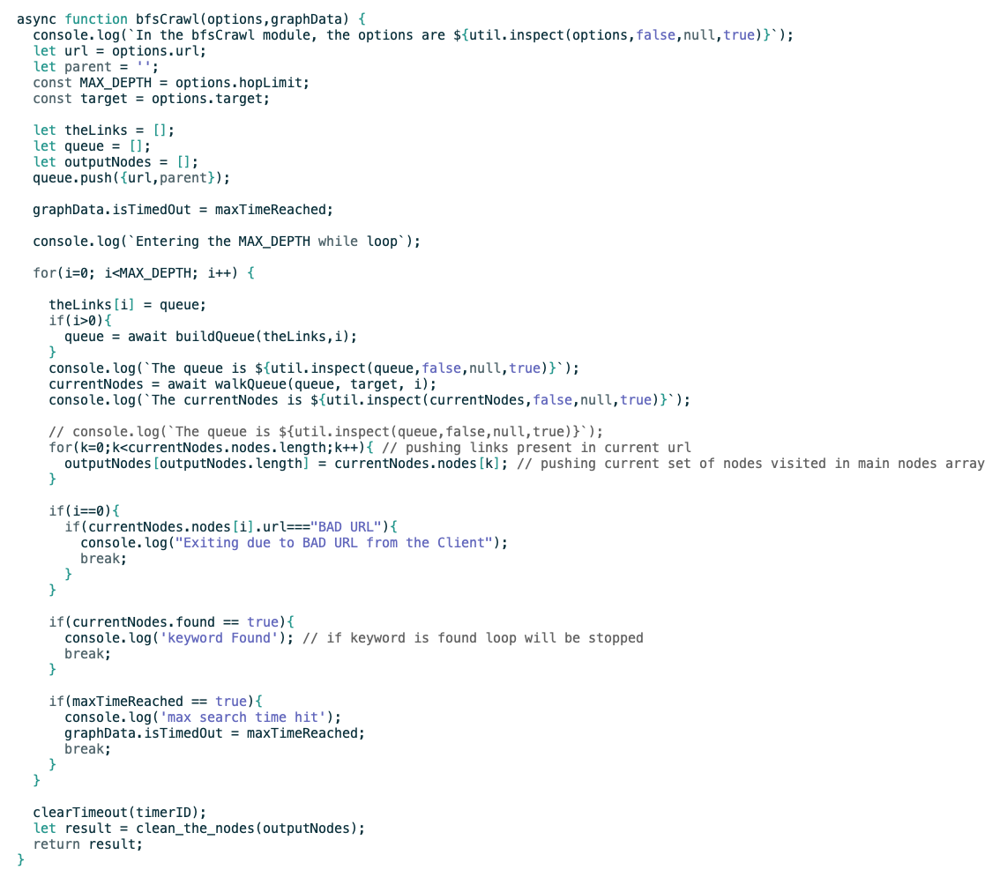 async function bfsCrawl(options,graphData) {
  console.log(`In the bfsCrawl module, the options are ${util.inspect(options,false,null,true)}`);
  let url = options.url;
  let parent = '';
  const MAX_DEPTH = options.hopLimit;
  const target = options.target;

  let theLinks = [];
  let queue = [];
  let outputNodes = [];
  queue.push({url,parent});

  graphData.isTimedOut = maxTimeReached;

  console.log(`Entering the MAX_DEPTH while loop`);

  for(i=0; i<MAX_DEPTH; i++) {

    theLinks[i] = queue;
    if(i>0){
      queue = await buildQueue(theLinks,i);
    }
    console.log(`The queue is ${util.inspect(queue,false,null,true)}`);
    currentNodes = await walkQueue(queue, target, i);
    console.log(`The currentNodes is ${util.inspect(currentNodes,false,null,true)}`);

    // console.log(`The queue is ${util.inspect(queue,false,null,true)}`);
    for(k=0;k<currentNodes.nodes.length;k++){ // pushing links present in current url
      outputNodes[outputNodes.length] = currentNodes.nodes[k]; // pushing current set of nodes visited in main nodes array
    }

    if(i==0){
      if(currentNodes.nodes[i].url==="BAD URL"){
        console.log("Exiting due to BAD URL from the Client");
        break;
      }
    }

    if(currentNodes.found == true){
      console.log('keyword Found'); // if keyword is found loop will be stopped
      break;
    }

    if(maxTimeReached == true){
      console.log('max search time hit');
      graphData.isTimedOut = maxTimeReached;
      break;
    }
  }

  clearTimeout(timerID);
  let result = clean_the_nodes(outputNodes);
  return result;
}